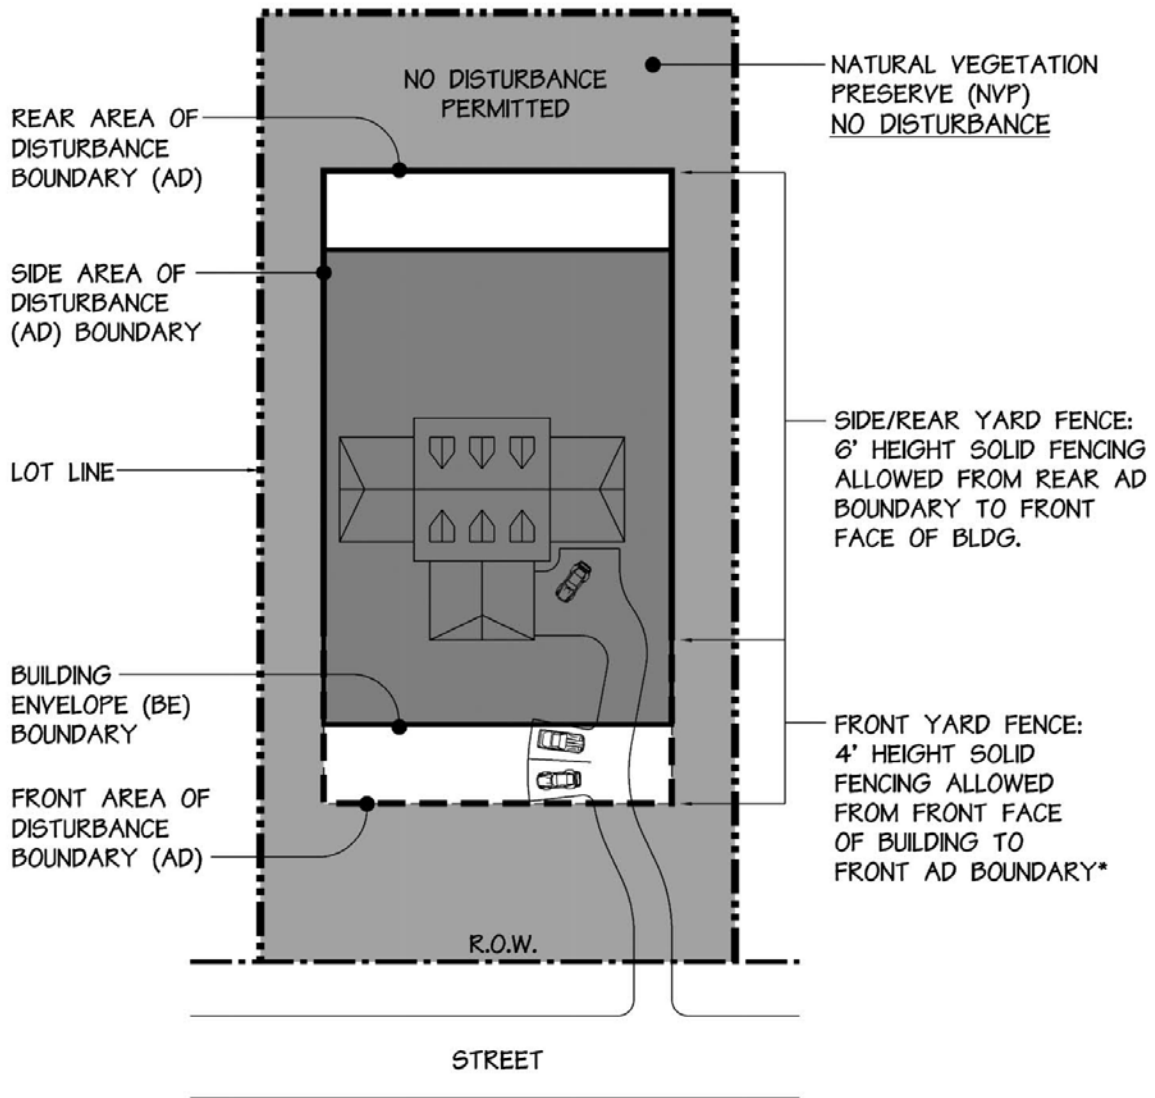 NO DISTURBANCE
PERMITTED
NATURAL VEGETATION
PRESERVE (NVP)
NO DISTURBANCE
REAR AREA OF
DISTURBANCE
BOUNDARY (AD)
SIDE AREA OF
DISTURBANCE
(AD) BOUNDARY
LOT LINE
SIDE/REAR YARD FENCE:
6' HEIGHT SOLID FENCING
ALLOWED FROM REAR AD
BOUNDARY TO FRONT
FACE OF BLDG.
BUILDING
ENVELOPE (BE)
BOUNDARY
FRONT YARD FENCE:
4' HEIGHT SOLID
FENCING ALLOWED
FROM FRONT FACE
OF BUILDING TO
FRONT AD BOUNDARY*
FRONT AREA OF
DISTURBANCE
BOUNDARY (AD)
R.O.W.
STREET